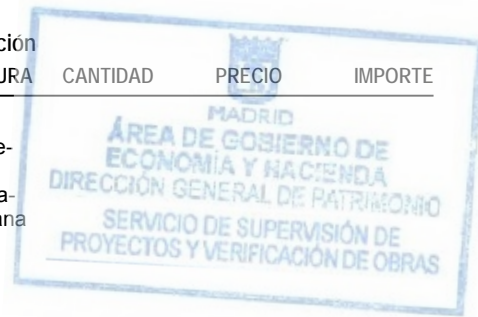 ción
URA CANTIDAD PRECIO IMPORTE
MADRID
e-
ÁREA DE GOBIERNO DE
ECONOMÍA Y HACIENDA
a-
DIRECCIÓN GENERAL DE PATRIMONIO
ana
SERVICIO DE SUPERVISIÓN DE
PROYECTOS Y VERIFICACIÓN DE OBRAS